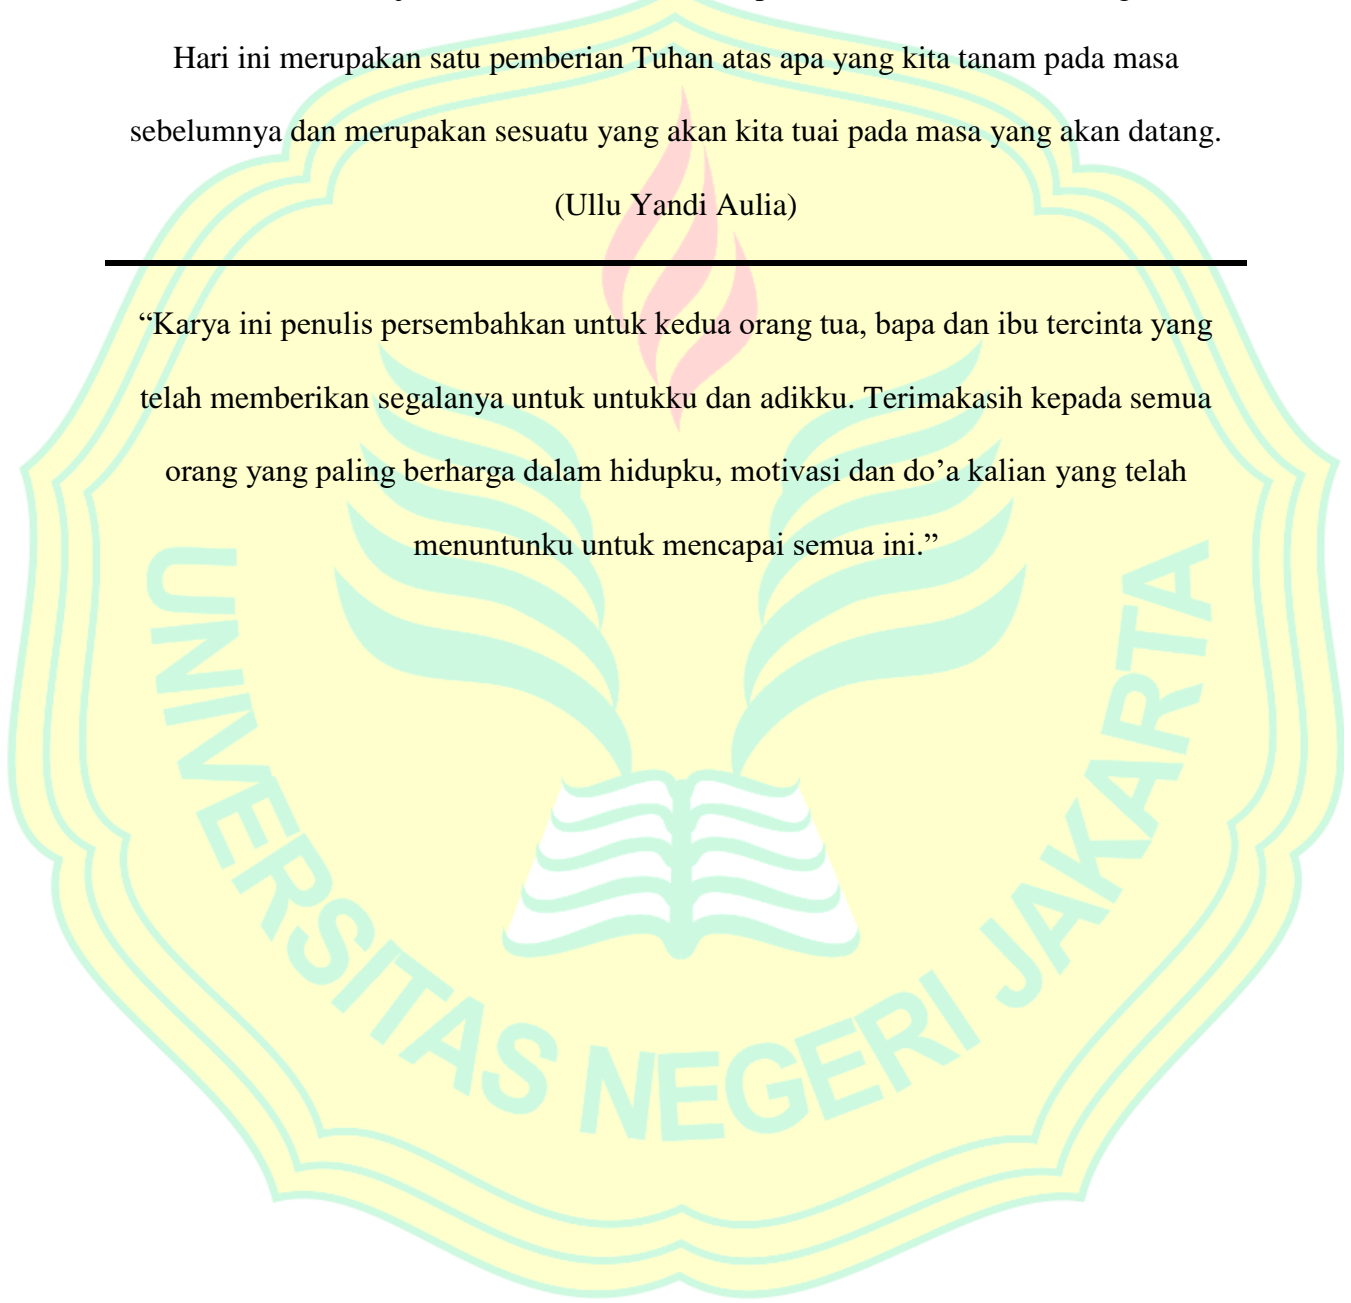 Hari ini merupakan satu pemberian Tuhan atas apa yang kita tanam pada masa
sebelumnya dan merupakan sesuatu yang akan kita tuai pada masa yang akan datang.
(Ullu Yandi Aulia)
“Karya ini penulis persembahkan untuk kedua orang tua, bapa dan ibu tercinta yang
telah memberikan segalanya untuk untukku dan adikku. Terimakasih kepada semua
orang yang paling berharga dalam hidupku, motivasi dan do’a kalian yang telah
menuntunku untuk mencapai semua ini.”
UNIVERSITAS NEGERI JAKARTA